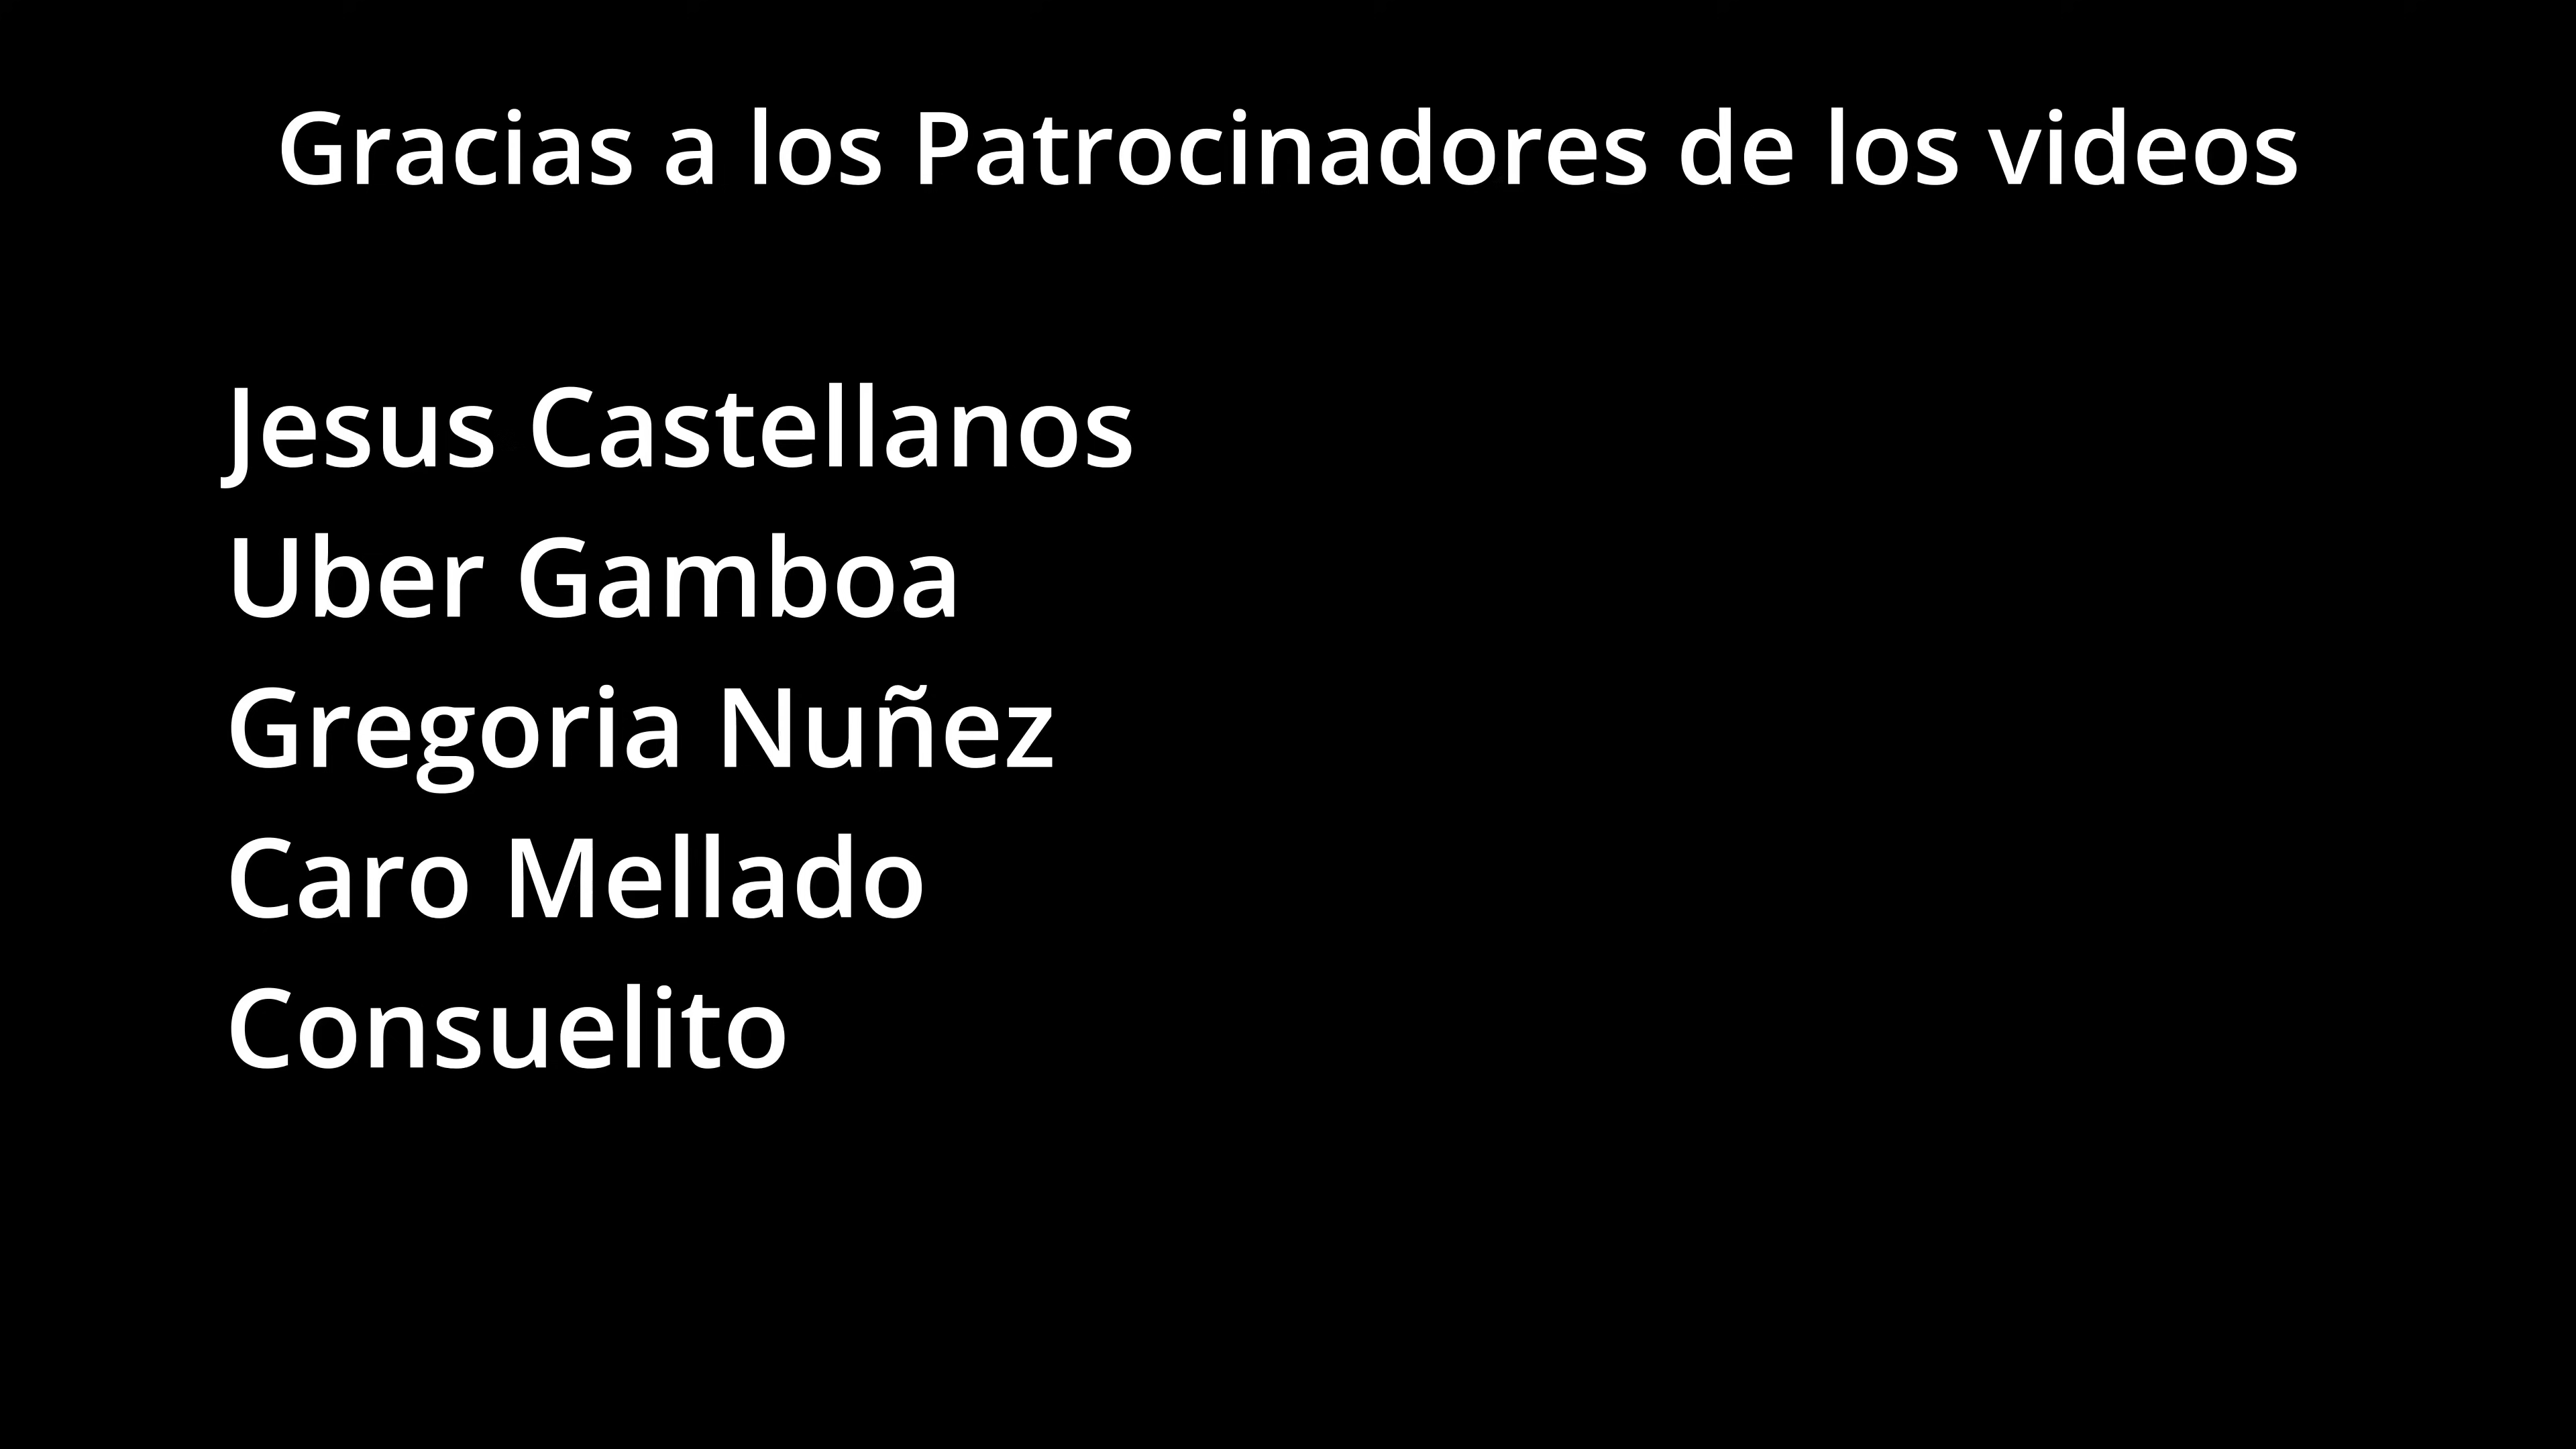 Gracias a los Patrocinadores de los videos
Jesus Castellanos
Uber Gamboa
Gregoria Nuñez
Caro Mellado
Consuelito